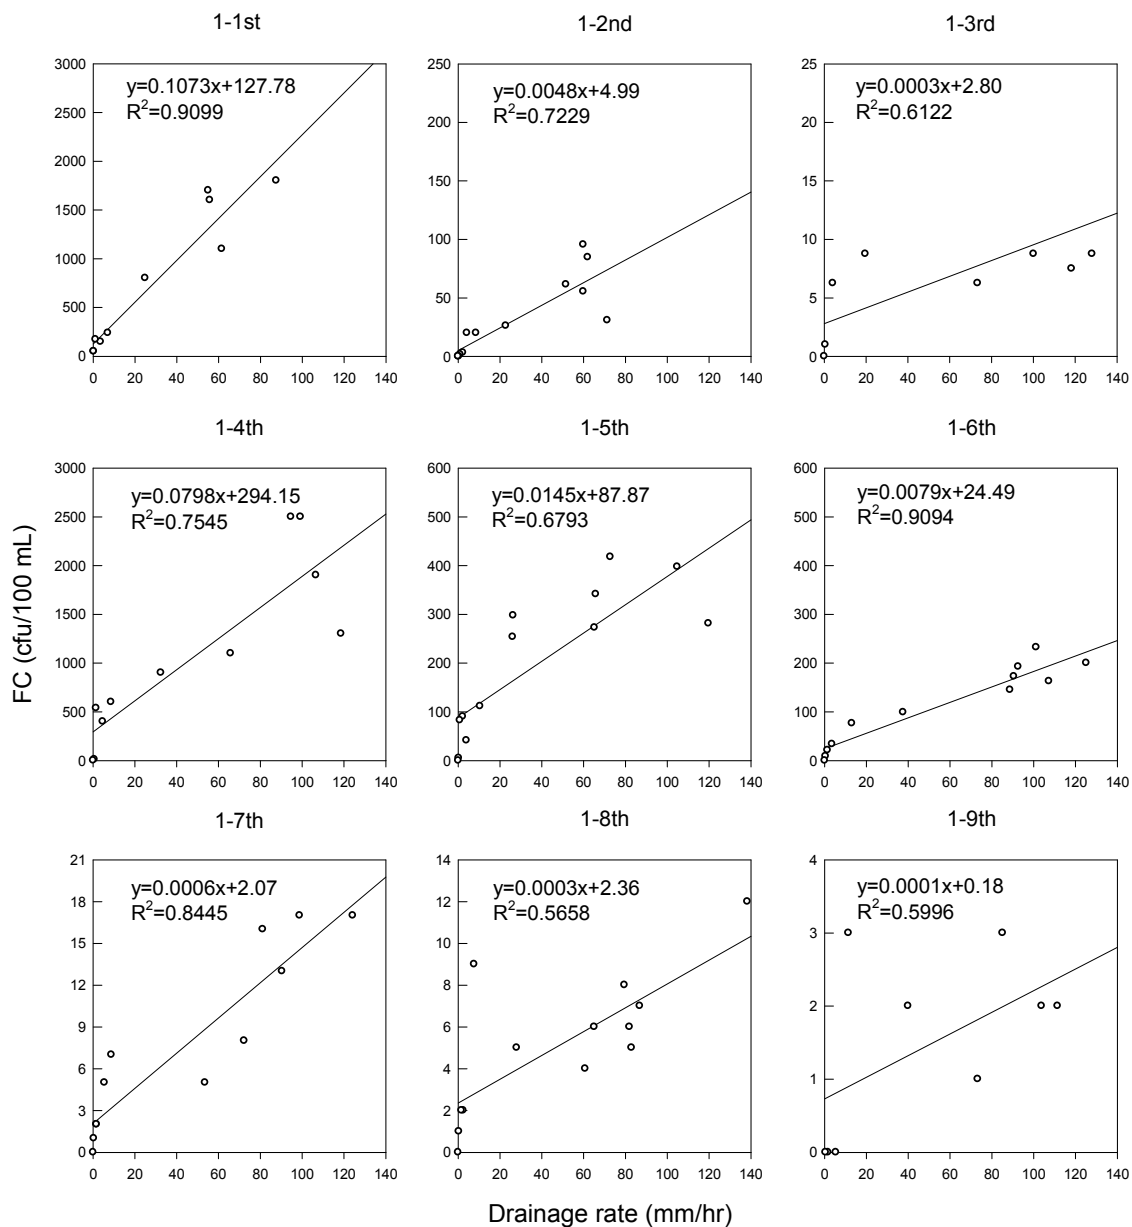 1-1st
1-2nd
1-3rd
y=0.1073x+127.78
R²=0.9099
y=0.0048x+4.99
R²=0.7229
y=0.0003x+2.80
R²=0.6122
3000
2500
2000
1500
1000
500
0
0 20 40 60 80 100 120 140
250
200
150
100
50
0
0 20 40 60 80 100 120 140
25
20
15
10
5
0
0 20 40 60 80 100 120 140
1-4th
1-5th
1-6th
y=0.0798x+294.15
R²=0.7545
y=0.0145x+87.87
R²=0.6793
y=0.0079x+24.49
R²=0.9094
3000
2500
2000
1500
1000
500
0
0 20 40 60 80 100 120 140
600
500
400
300
200
100
0
0 20 40 60 80 100 120 140
600
500
400
300
200
100
0
0 20 40 60 80 100 120 140
FC (cfu/100 mL)
1-7th
1-8th
1-9th
y=0.0006x+2.07
R²=0.8445
y=0.0003x+2.36
R²=0.5658
y=0.0001x+0.18
R²=0.5996
21
18
15
12
9
6
3
0
0 20 40 60 80 100 120 140
14
12
10
8
6
4
2
0
0 20 40 60 80 100 120 140
4
3
2
1
0
0 20 40 60 80 100 120 140
Drainage rate (mm/hr)